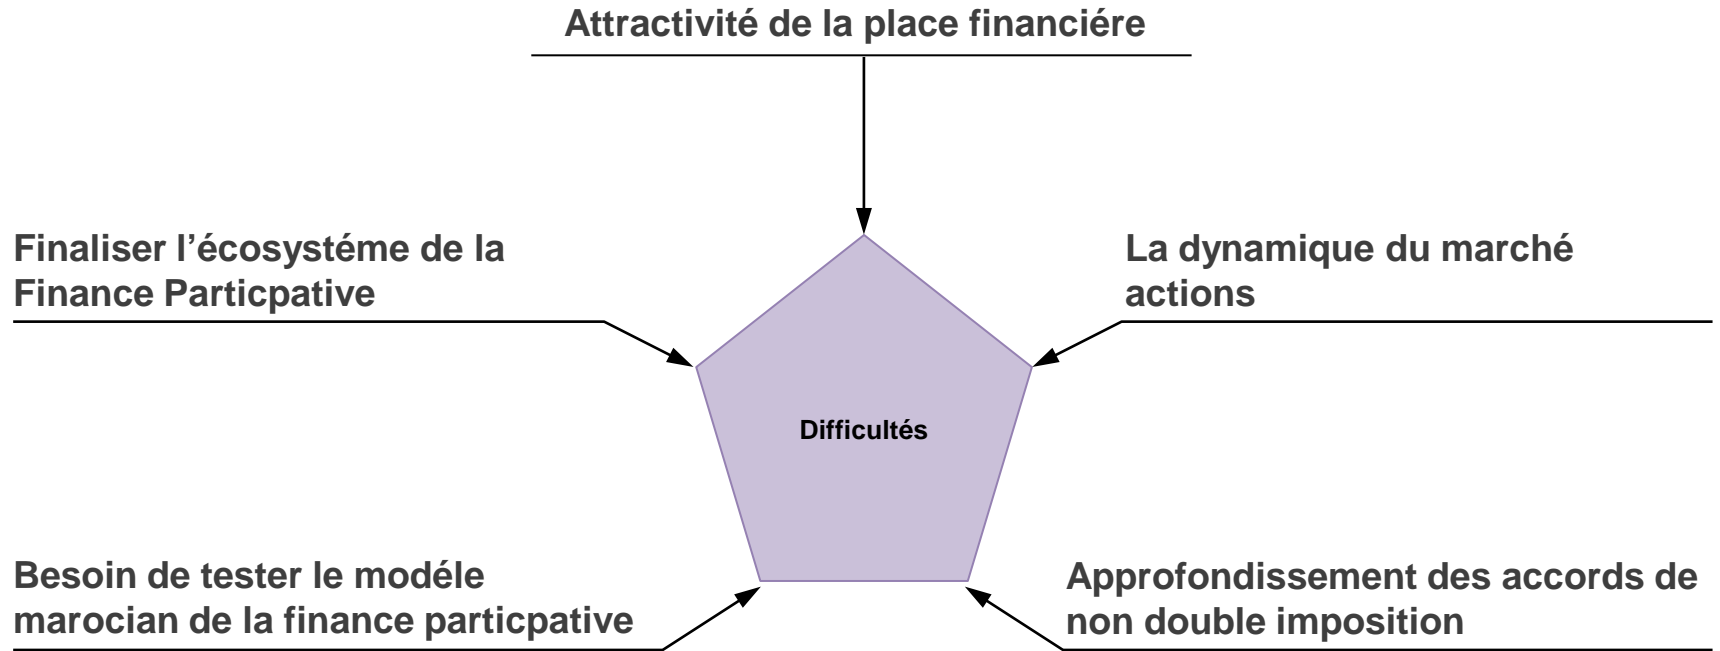 Attractivité de la place financiére
Finaliser l’écosystéme de la
Finance Particpative
La dynamique du marché
actions
Difficultés
Besoin de tester le modéle
marocian de la finance particpative
Approfondissement des accords de
non double imposition